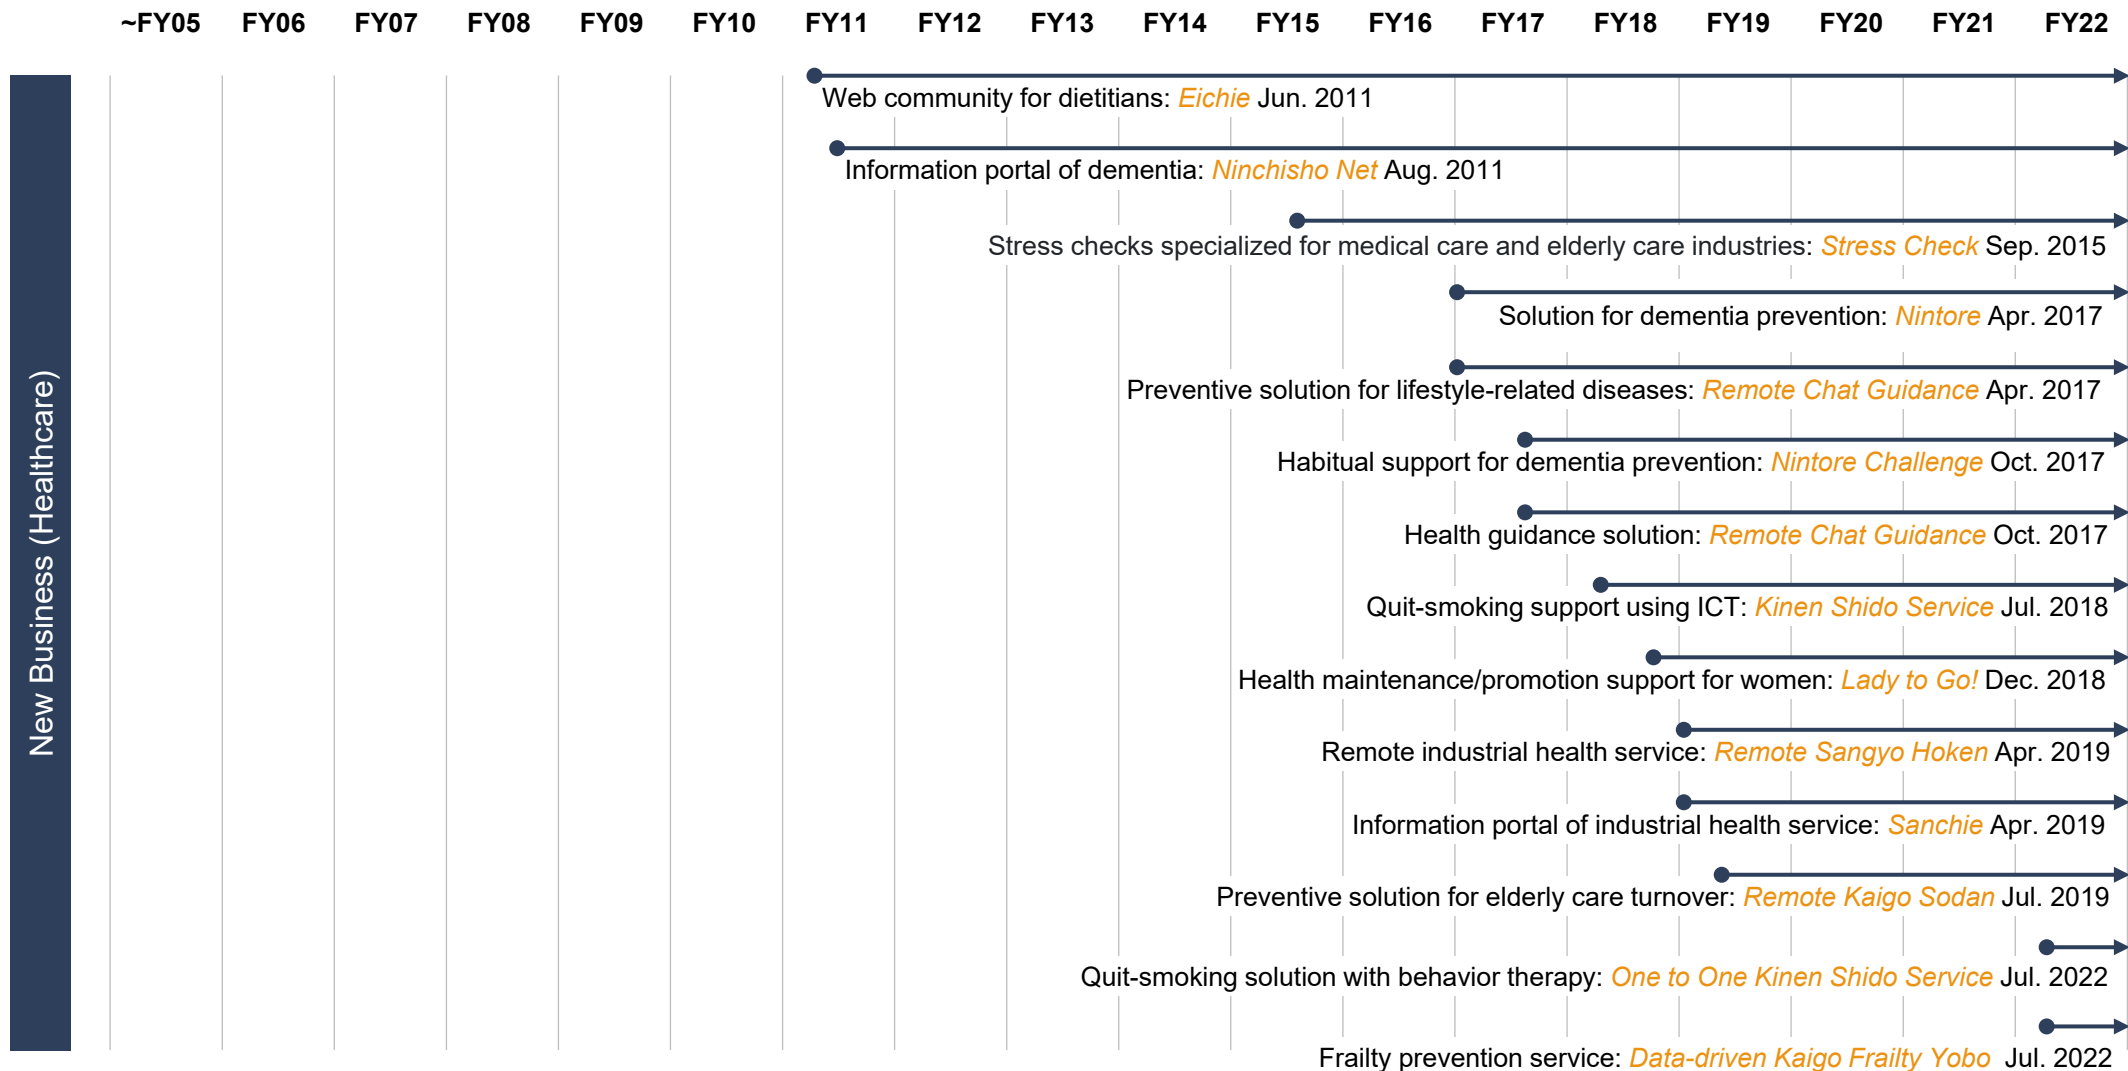 ~FY05 FY06 FY07 FY08 FY09 FY10 FY11 FY12 FY13 FY14 FY15 FY16 FY17 FY18 FY19 FY20 FY21 FY22
New Business (Healthcare)
Web community for dietitians: Eichie Jun. 2011
Information portal of dementia: Ninchisho Net Aug. 2011
Stress checks specialized for medical care and elderly care industries: Stress Check Sep. 2015
Solution for dementia prevention: Nintore Apr. 2017
Preventive solution for lifestyle-related diseases: Remote Chat Guidance Apr. 2017
Habitual support for dementia prevention: Nintore Challenge Oct. 2017
Health guidance solution: Remote Chat Guidance Oct. 2017
Quit-smoking support using ICT: Kinen Shido Service Jul. 2018
Health maintenance/promotion support for women: Lady to Go! Dec. 2018
Remote industrial health service: Remote Sangyo Hoken Apr. 2019
Information portal of industrial health service: Sanchie Apr. 2019
Preventive solution for elderly care turnover: Remote Kaigo Sodan Jul. 2019
Quit-smoking solution with behavior therapy: One to One Kinen Shido Service Jul. 2022
Frailty prevention service: Data-driven Kaigo Frailty Yobo Jul. 2022